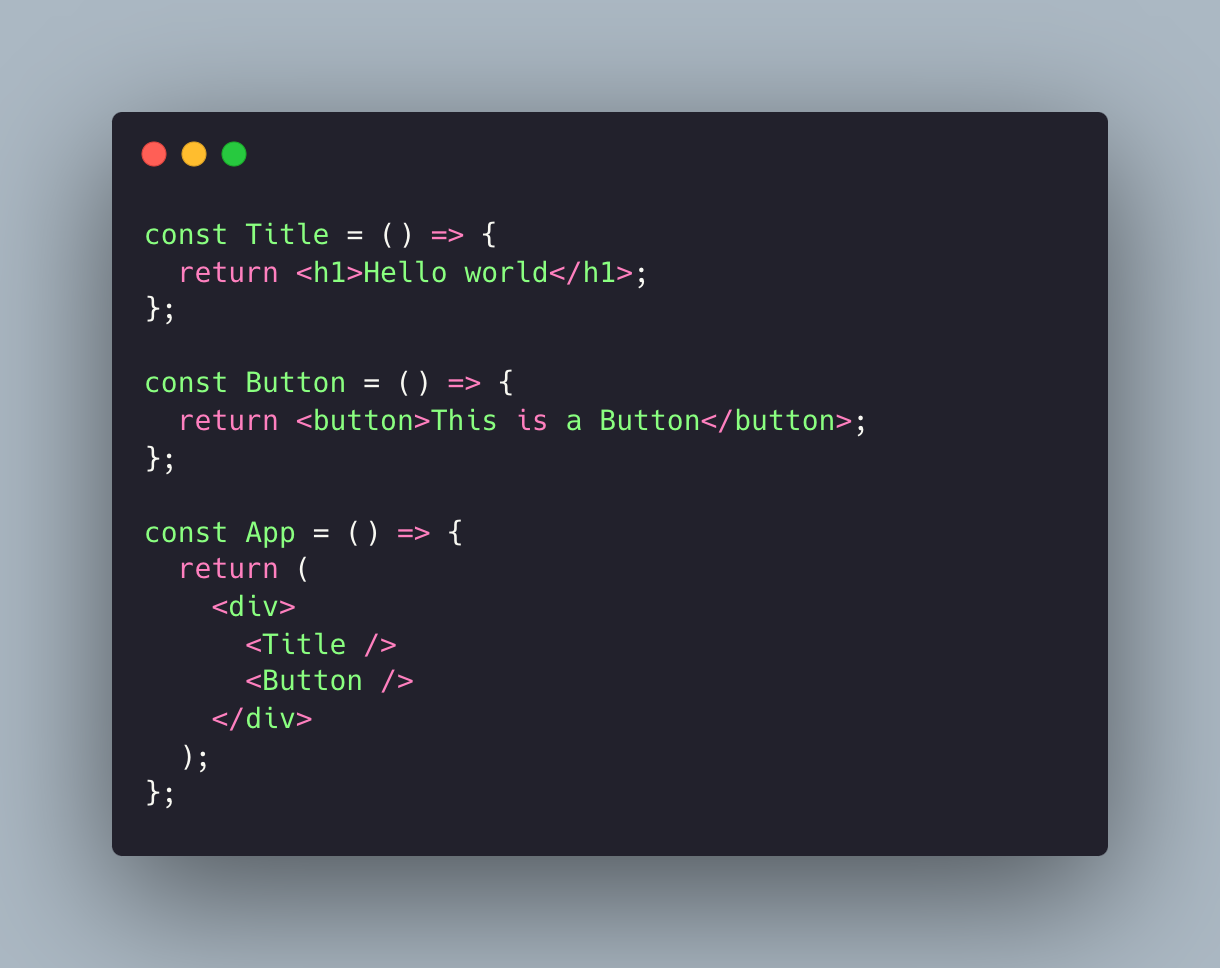 const Title = () => {
  return <h1>Hello world</h1>;
};

const Button = () => {
  return <button>This is a Button</button>;
};

const App = () => {
  return (
    <div>
      <Title />
      <Button />
    </div>
  );
};